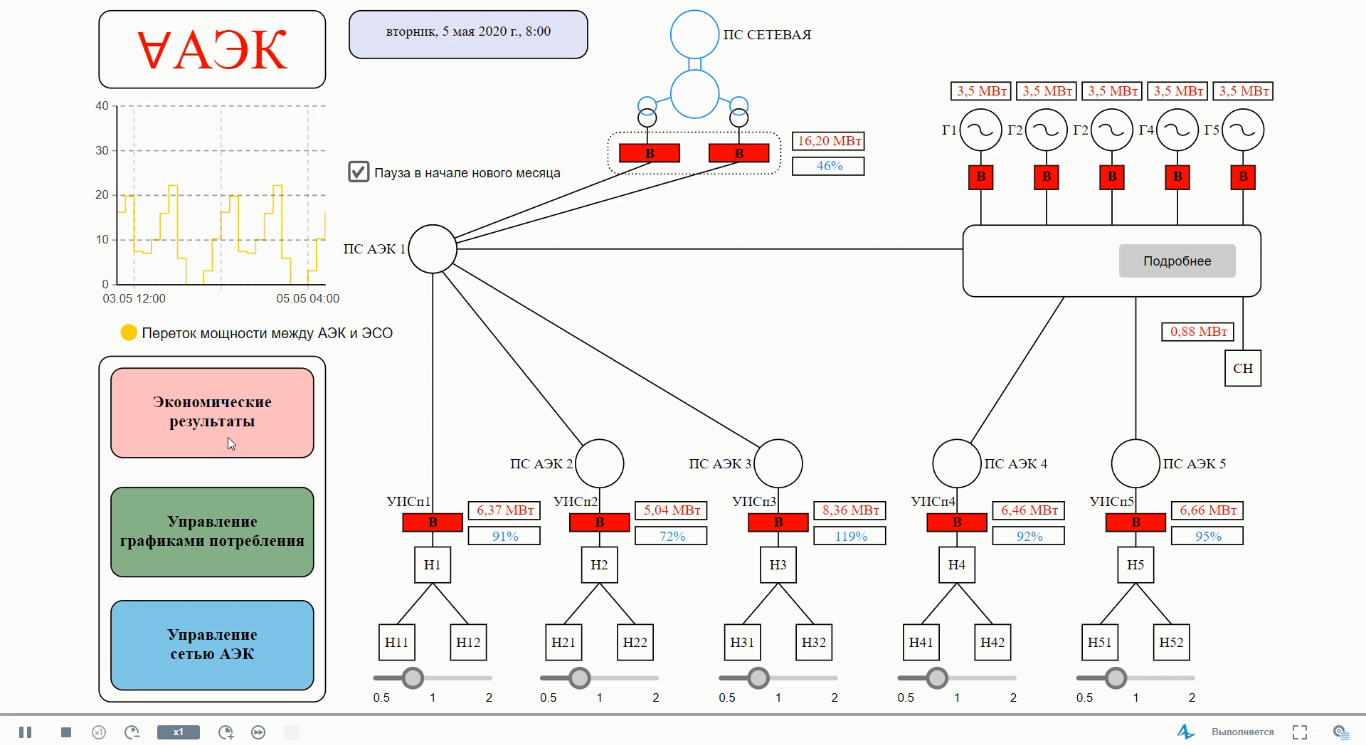 ∀АЭК
вторник, 5 мая 2020 г., 8:00
ПС СЕТЕВАЯ
3,5 МВт 3,5 МВт 3,5 МВт 3,5 МВт 3,5 МВт
Г1 Г2 Г2 Г4 Г5
В В В В В
40
30
20
10
0
03.05 12:00 05.05 04:00
Переток мощности между АЭК и ЭСО
Пауза в начале нового месяца
В В
16,20 МВт
46%
ПС АЭК 1
Подробнее
0,88 МВт
СН
Экономические
результаты
Управление
графиками потребления
Управление
сетью АЭК
ПС АЭК 2 ПС АЭК 3 ПС АЭК 4 ПС АЭК 5
УИСп1 УИСп2 УИСп3 УИСп4 УИСп5
6,37 МВт 5,04 МВт 8,36 МВт 6,46 МВт 6,66 МВт
В В В В В
91% 72% 119% 92% 95%
Н1 Н2 Н3 Н4 Н5
Н11 Н12 Н21 Н22 Н31 Н32 Н41 Н42 Н51 Н52
0.5 1 2 0.5 1 2 0.5 1 2 0.5 1 2 0.5 1 2
x1 x1 Выполняется